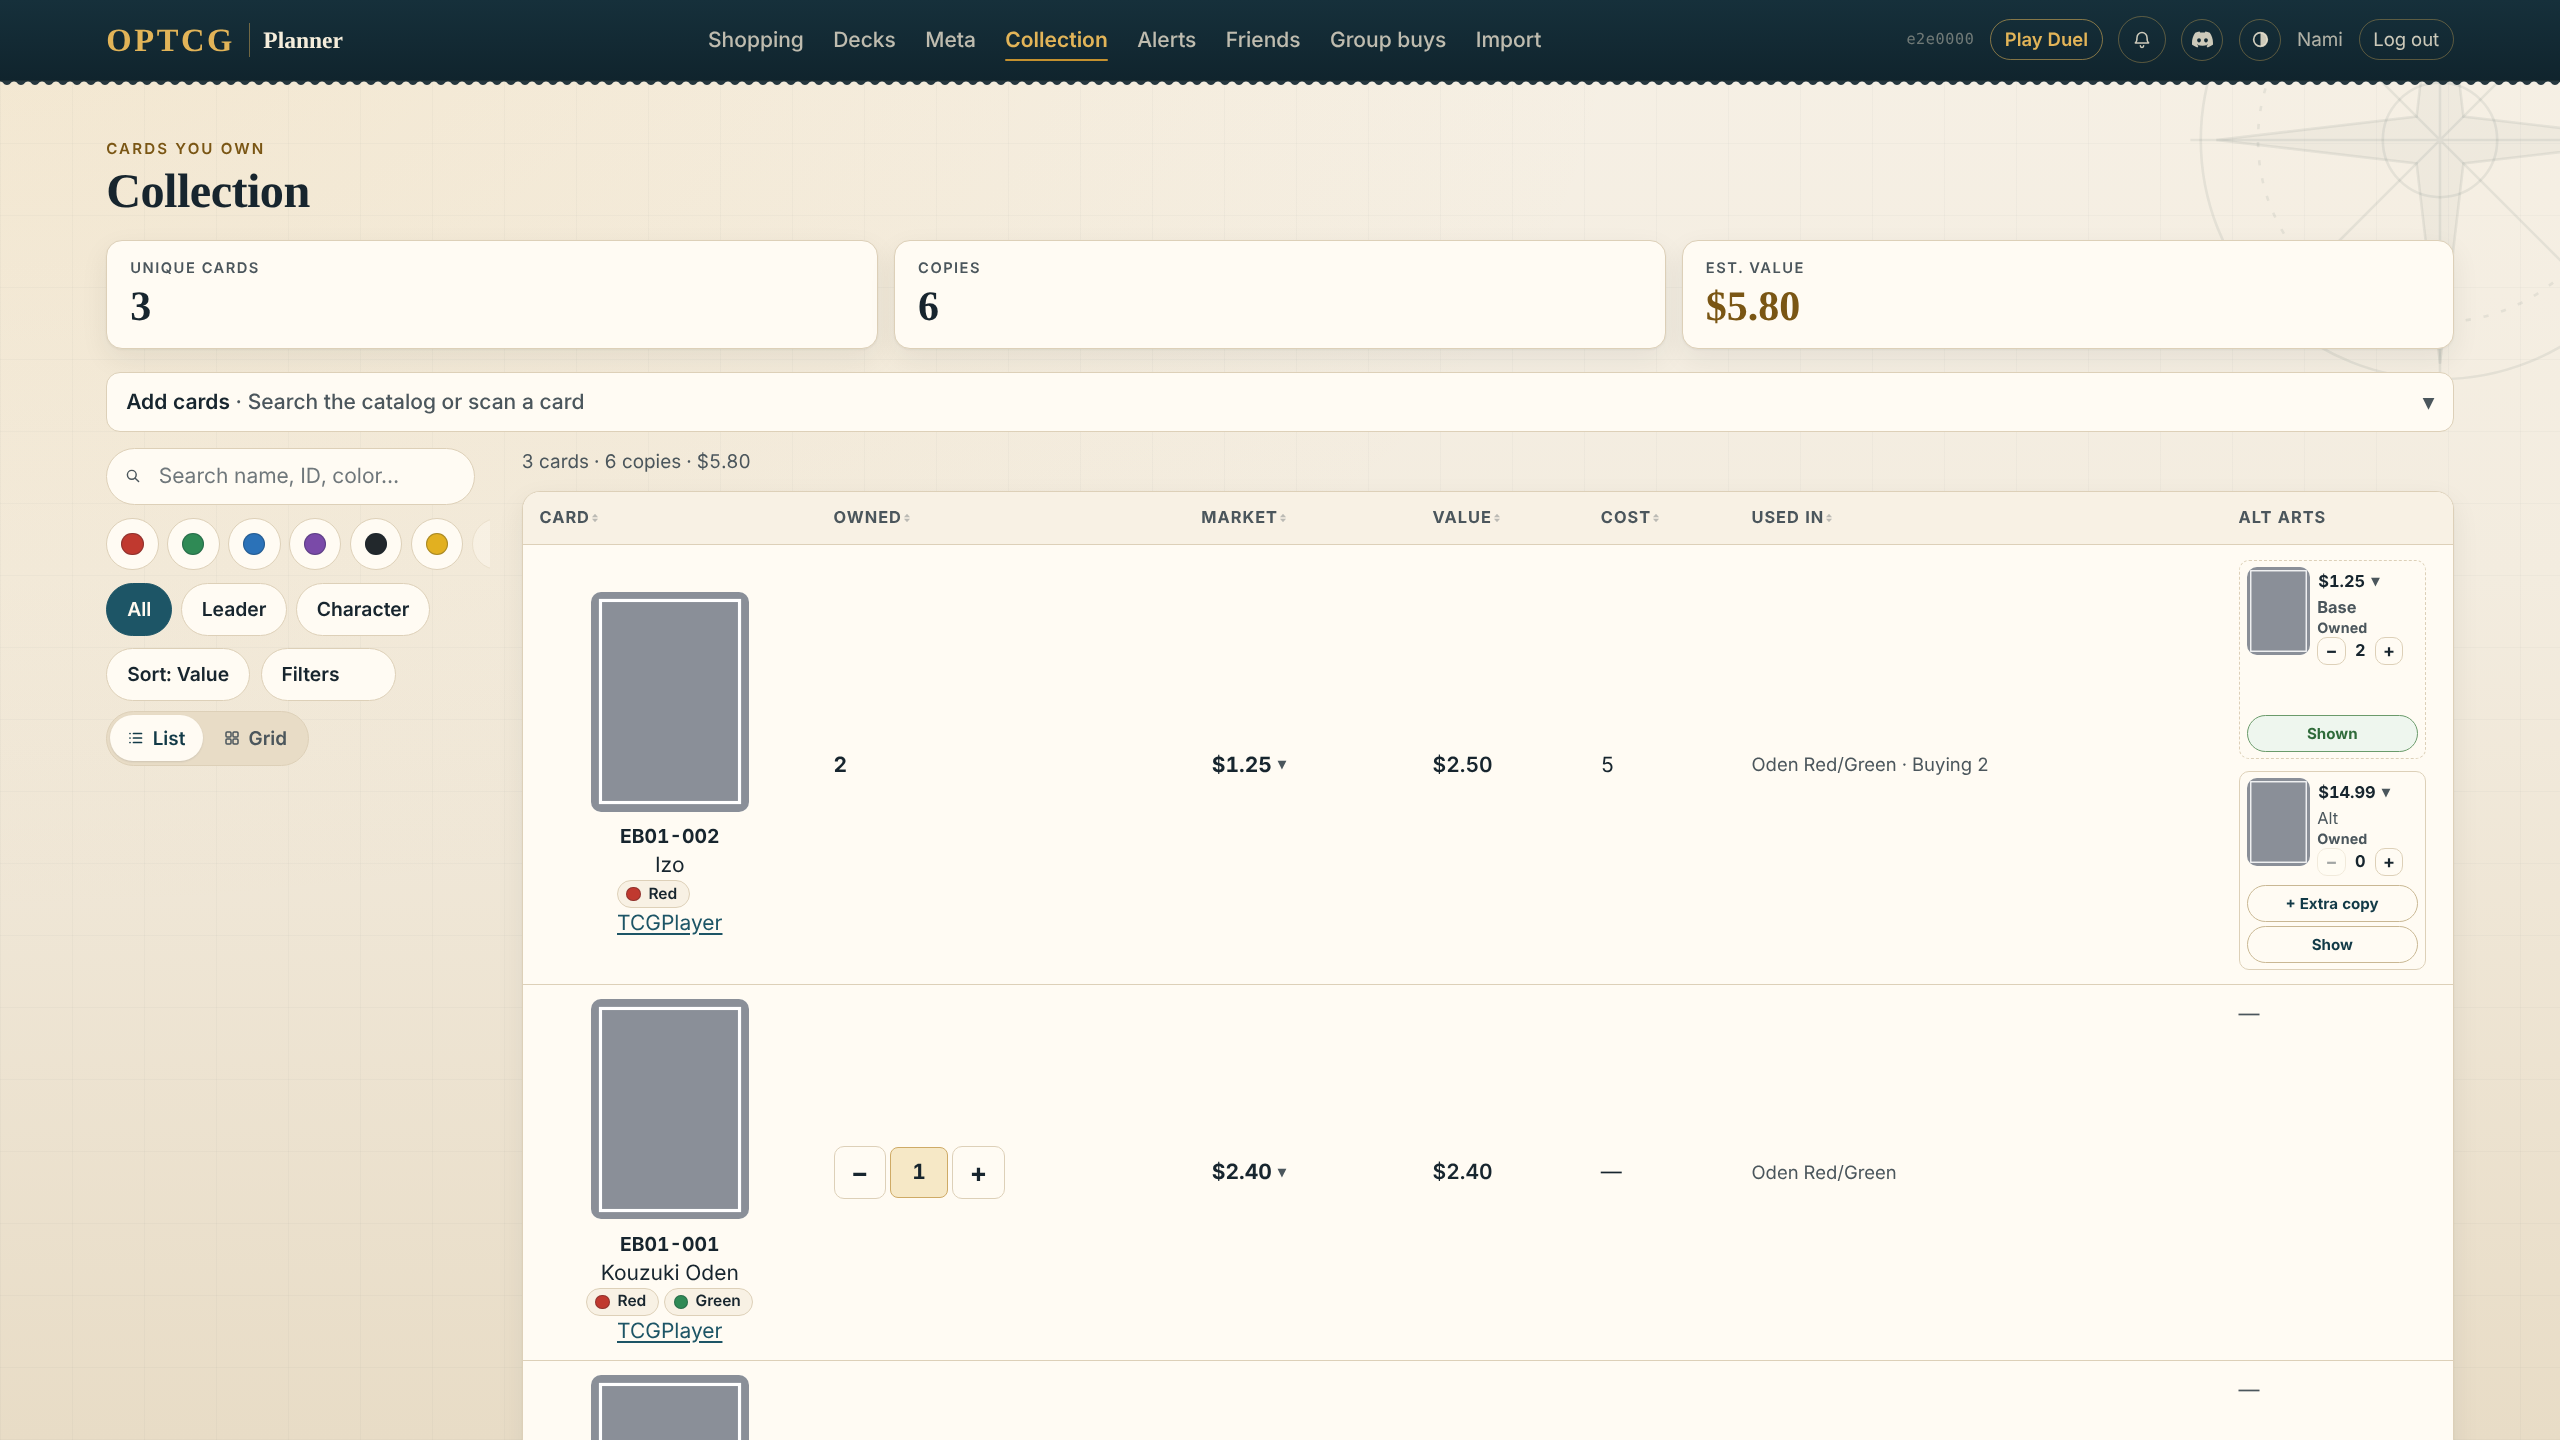 OPTCG Planner
Shopping Decks Meta Collection Alerts Friends Group buys Import
e2e0000 Play Duel Nami Log out
CARDS YOU OWN
Collection
UNIQUE CARDS
3
COPIES
6
EST. VALUE
$5.80
Add cards · Search the catalog or scan a card ▼
Search name, ID, color...
All Leader Character
Sort: Value Filters
List Grid
3 cards · 6 copies · $5.80
CARD OWNED MARKET VALUE COST USED IN ALT ARTS
EB01-002
Izo
Red
TCGPlayer
2
$1.25 ▼
$2.50
5
Oden Red/Green · Buying 2
$1.25 ▼
Base
Owned
− 2 +
Shown
$14.99 ▼
Alt
Owned
− 0 +
+ Extra copy
Show
EB01-001
Kouzuki Oden
Red Green
TCGPlayer
− 1 +
$2.40 ▼
$2.40
—
Oden Red/Green
—
—